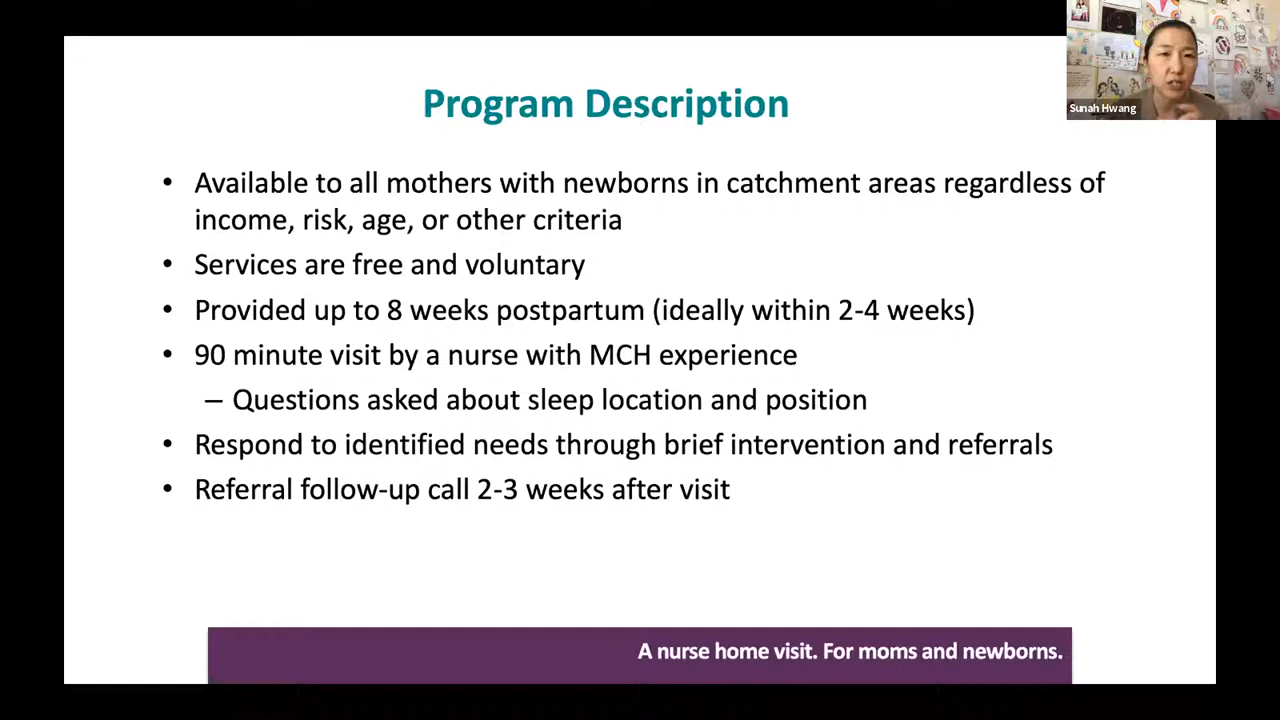 Program Description
Sunah Hwang
• Available to all mothers with newborns in catchment areas regardless of
income, risk, age, or other criteria
• Services are free and voluntary
• Provided up to 8 weeks postpartum (ideally within 2-4 weeks)
• 90 minute visit by a nurse with MCH experience
– Questions asked about sleep location and position
• Respond to identified needs through brief intervention and referrals
• Referral follow-up call 2-3 weeks after visit
A nurse home visit. For moms and newborns.